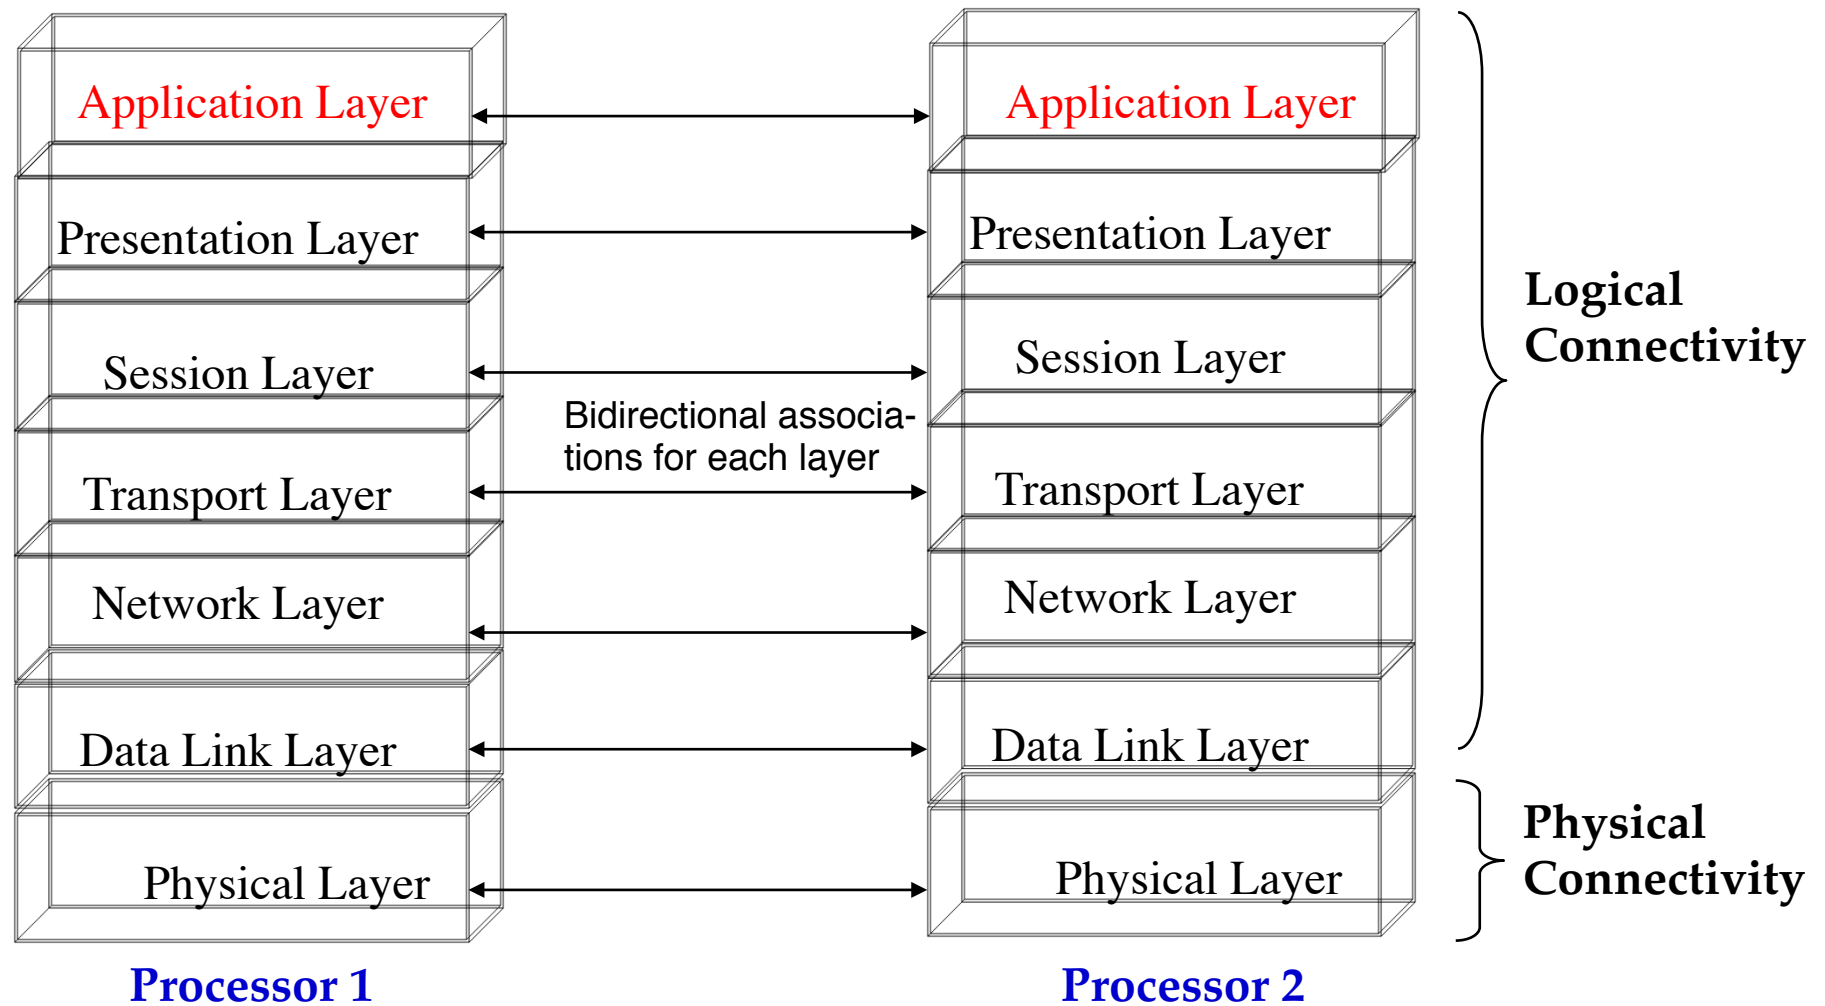 Application Layer
Application Layer
Presentation Layer
Presentation Layer
Logical
Connectivity
Session Layer
Session Layer
Bidirectional associa-
tions for each layer
Transport Layer
Transport Layer
Network Layer
Network Layer
Data Link Layer
Data Link Layer
Physical
Connectivity
Physical Layer
Physical Layer
Processor 1
Processor 2